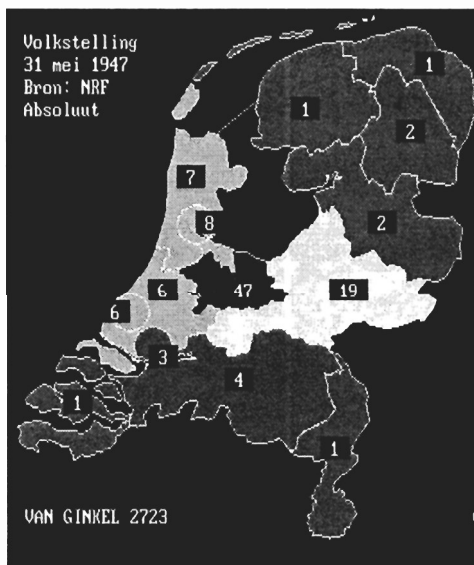 Volkstelling
31 mei 1947
Bron: NRF
Absoluut
1
1
2
7
8
2
6
47
19
6
3
4
1
1
VAN GINKEL 2723